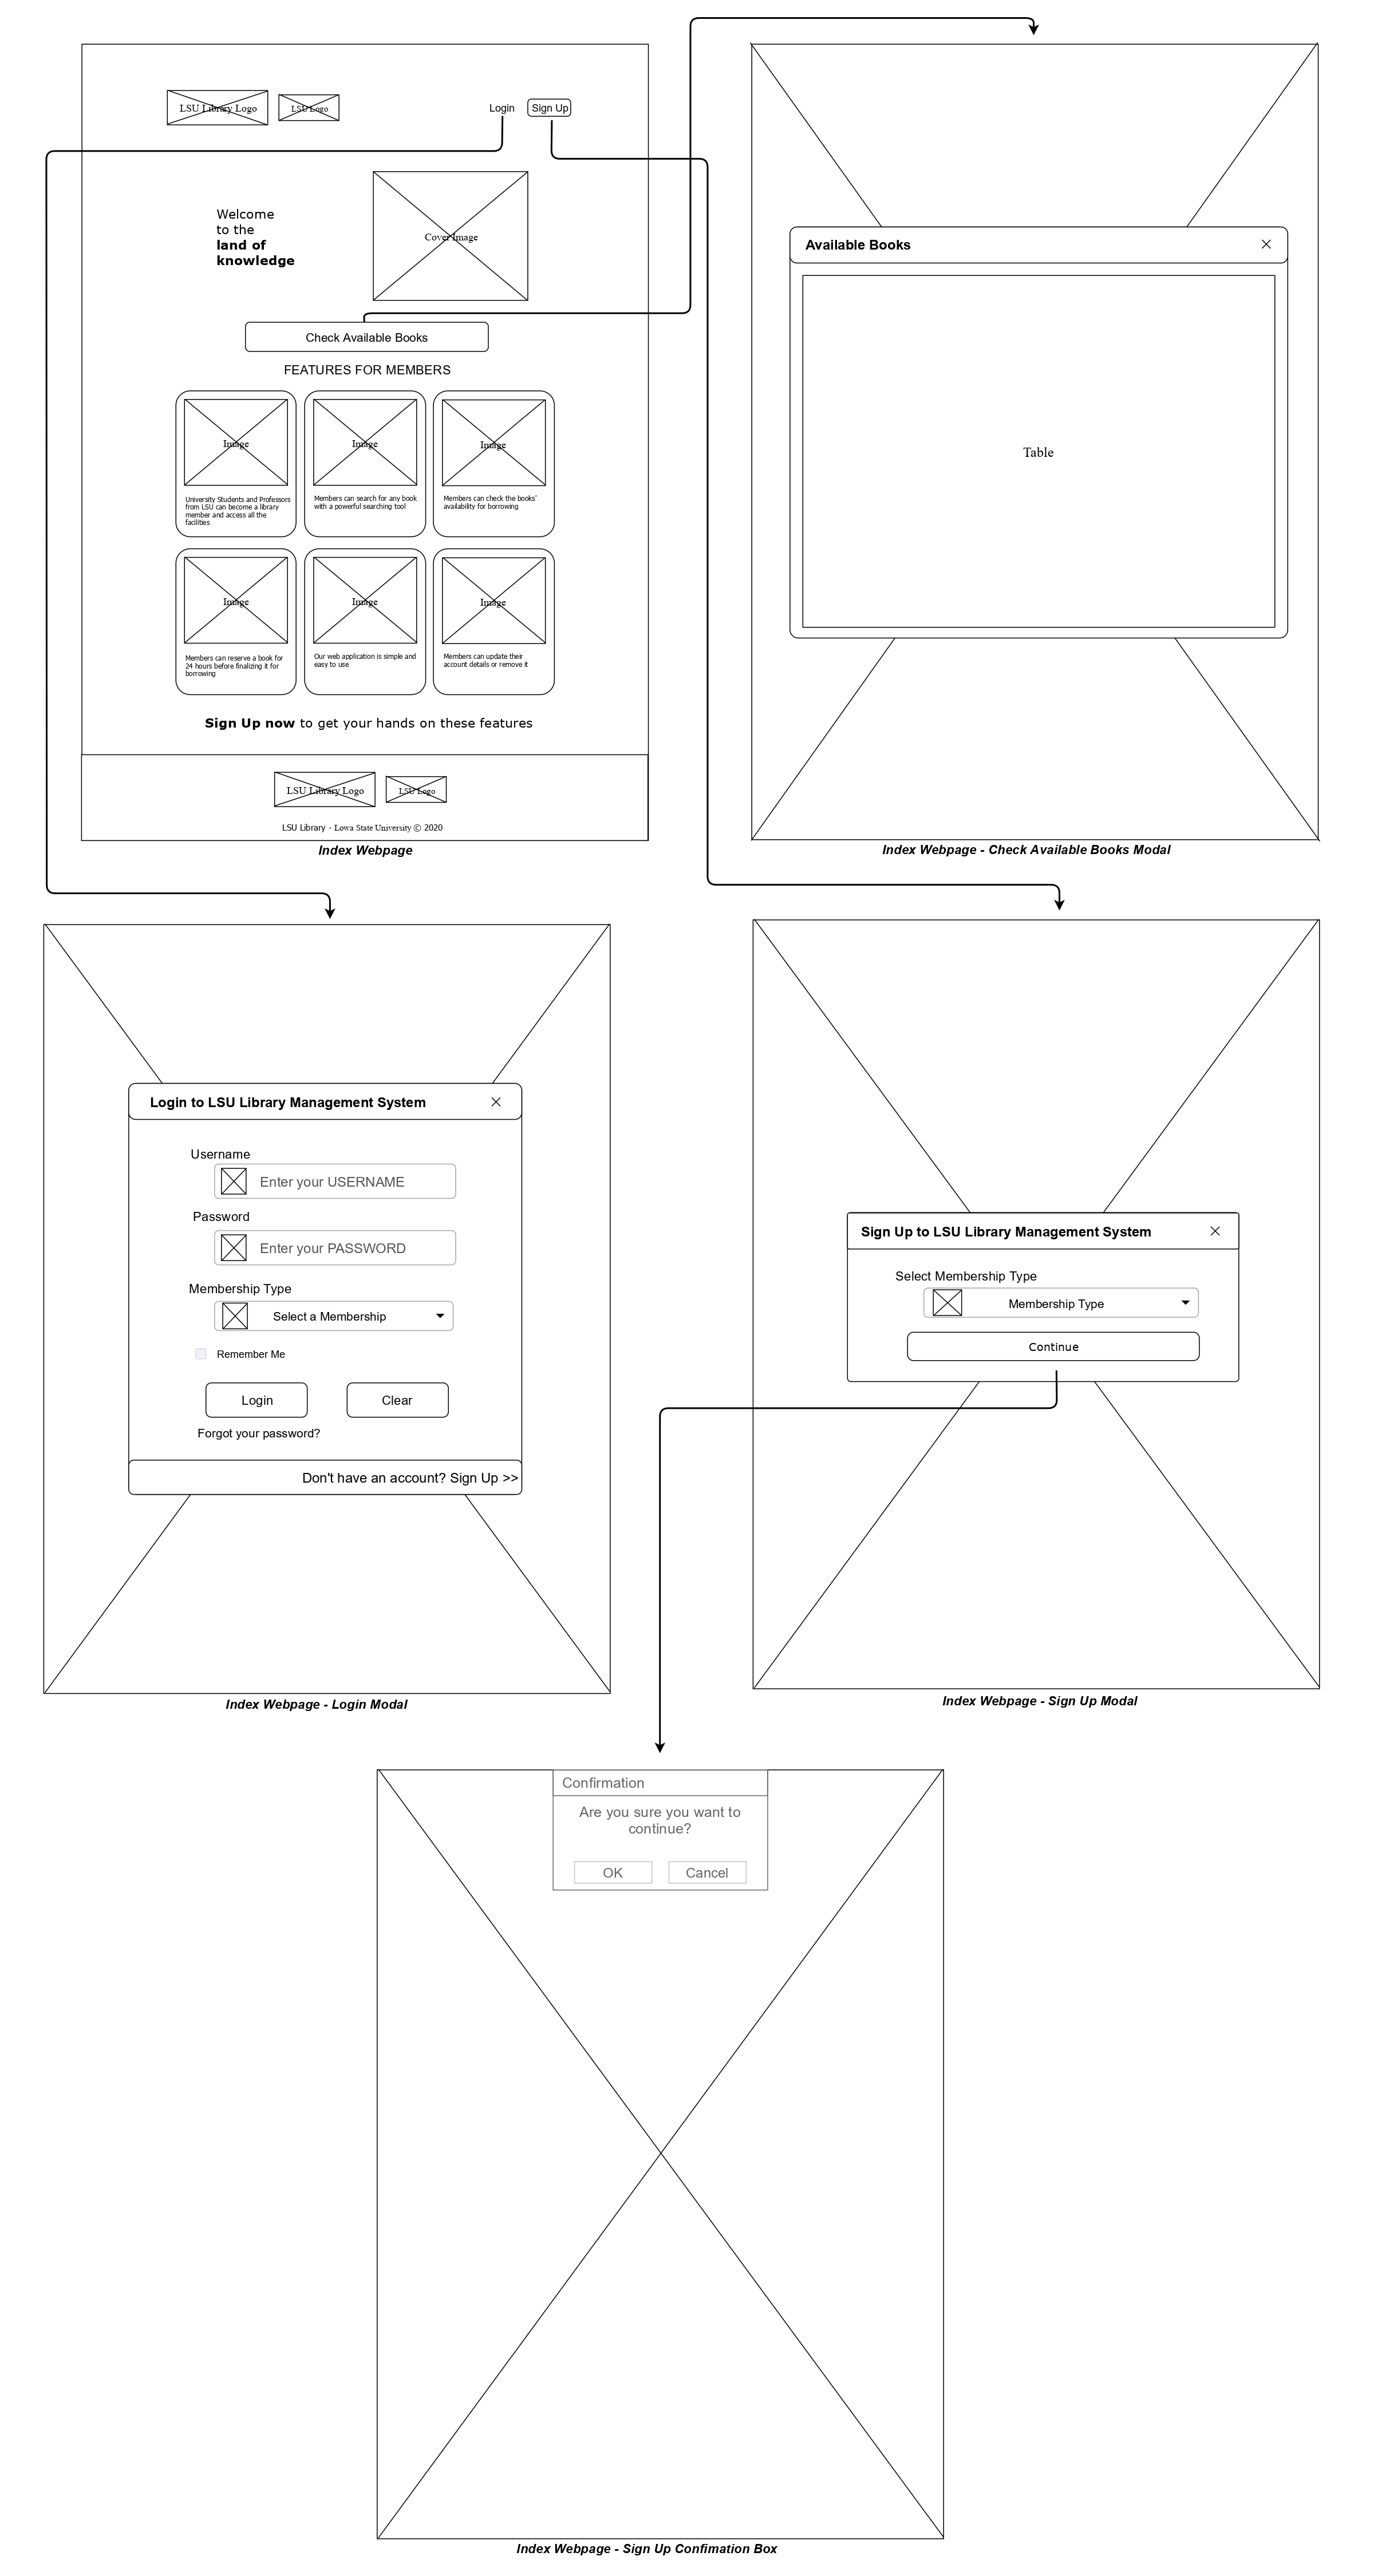 LSU Library Logo
LSU Logo
Login
Sign Up
Welcome
to the
land of
knowledge
Cover Image
Check Available Books
FEATURES FOR MEMBERS
Image
University Students and Professors
from LSU can become a library
member and access all the
facilities
Image
Members can search for any book
with a powerful searching tool
Image
Members can check the books'
availability for borrowing
Image
Members can reserve a book for
24 hours before finalizing it for
borrowing
Image
Our web application is simple and
easy to use
Image
Members can update their
account details or remove it
Sign Up now to get your hands on these features
LSU Library Logo
LSU Logo
LSU Library - Lowa State University © 2020
Index Webpage
Available Books
Table
Index Webpage - Check Available Books Modal
Login to LSU Library Management System
Username
Enter your USERNAME
Password
Enter your PASSWORD
Membership Type
Select a Membership
Remember Me
Login
Clear
Forgot your password?
Don't have an account? Sign Up >>
Index Webpage - Login Modal
Sign Up to LSU Library Management System
Select Membership Type
Membership Type
Continue
Index Webpage - Sign Up Modal
Confirmation
Are you sure you want to
continue?
OK
Cancel
Index Webpage - Sign Up Confimation Box